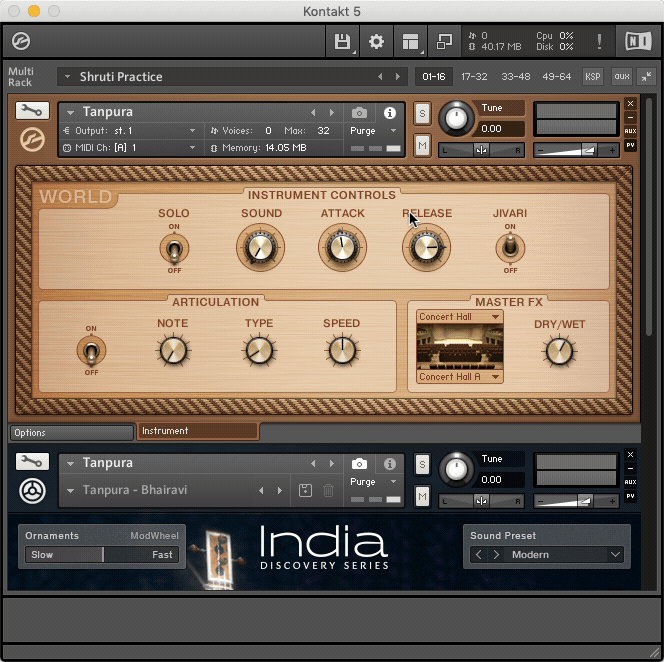 Kontakt 5
0
40.17 MB
Cpu 0%
Disk 0%
!
NI
Multi
Rack
Shruti Practice
01-16 17-32 33-48 49-64 KSP aux
Tanpura
Output: st. 1
Voices: 0 Max: 32
Purge
MIDI Ch: [A] 1
Memory: 14.05 MB
S
M
Tune
0.00
L R
AUX
PV
WORLD
INSTRUMENT CONTROLS
SOLO SOUND ATTACK RELEASE JIVARI
ON ON
OFF OFF
ARTICULATION
MASTER FX
ON
OFF
NOTE TYPE SPEED
Concert Hall
Concert Hall A
DRY/WET
Options
Instrument
Tanpura
Tanpura - Bhairavi
Purge
S
M
Tune
0.00
L R
AUX
PV
Ornaments ModWheel
Slow Fast
India
DISCOVERY SERIES
Sound Preset
Modern